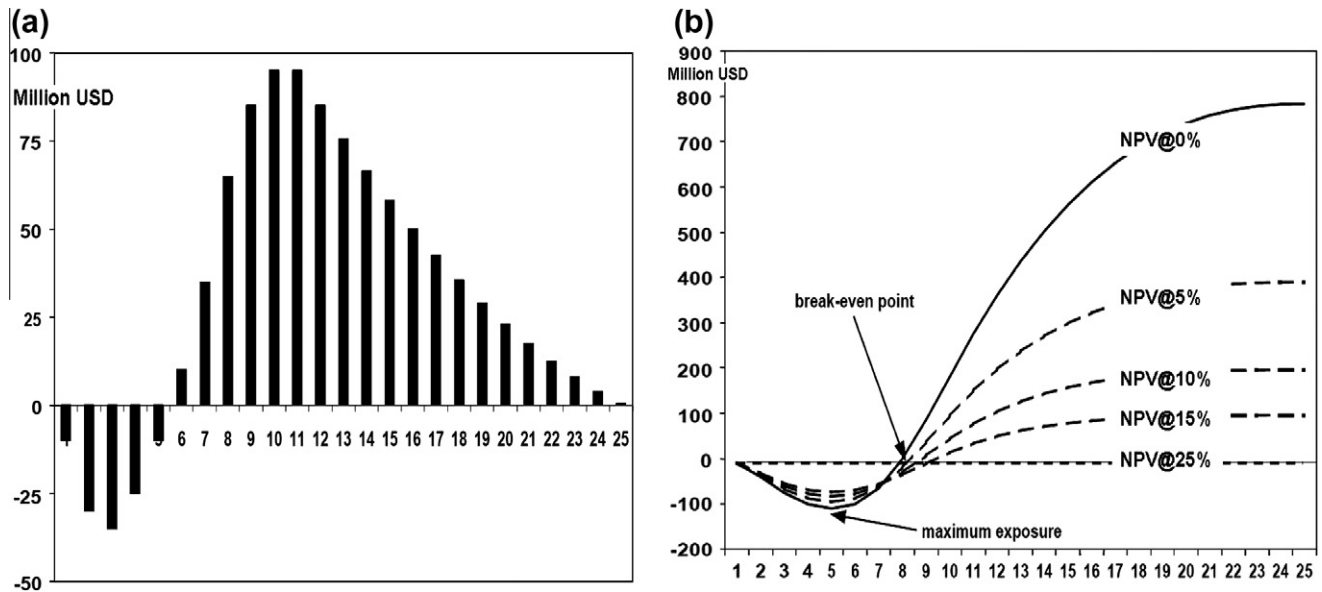 (a)
100
Million USD
75
50
25
0
-25
-50
5 6 7 8 9 10 11 12 13 14 15 16 17 18 19 20 21 22 23 24 25
(b)
900
Million USD
800
700
600
500
400
300
200
100
0
-100
-200
NPV@0%
break-even point
NPV@5%
NPV@10%
NPV@15%
NPV@25%
maximum exposure
1 2 3 4 5 6 7 8 9 10 11 12 13 14 15 16 17 18 19 20 21 22 23 24 25